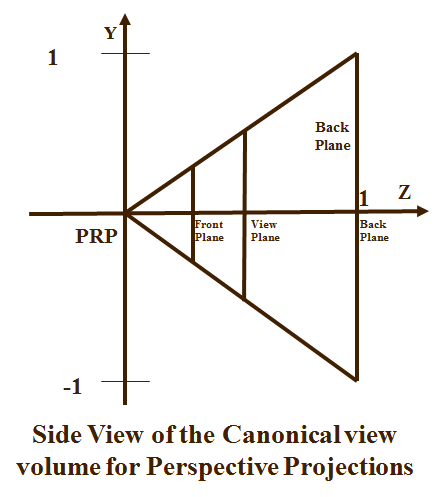 Y
1
Back
Plane
1
Z
PRP
Front
Plane
View
Plane
Back
Plane
-1
Side View of the Canonical view
volume for Perspective Projections